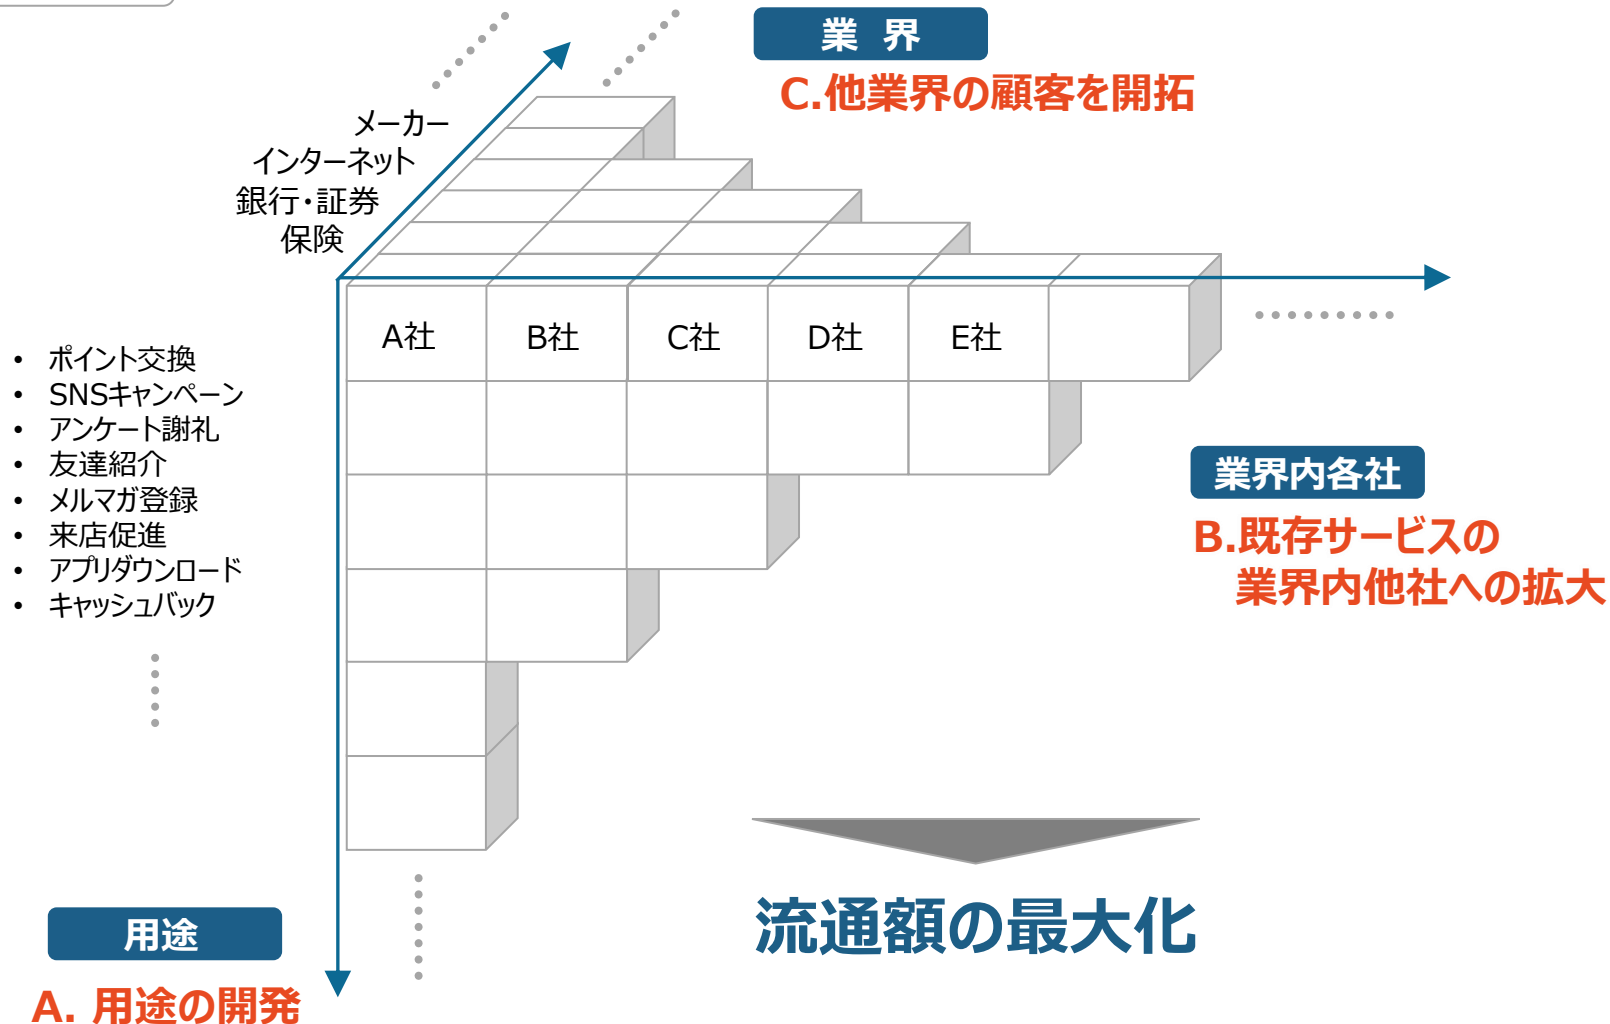 業 界
C.他業界の顧客を開拓
メーカー
インターネット
銀行・証券
保険
A社
B社
C社
D社
E社
• ポイント交換
• SNSキャンペーン
• アンケート謝礼
• 友達紹介
• メルマガ登録
• 来店促進
• アプリダウンロード
• キャッシュバック
業界内各社
B.既存サービスの
業界内他社への拡大
流通額の最大化
用途
A. 用途の開発